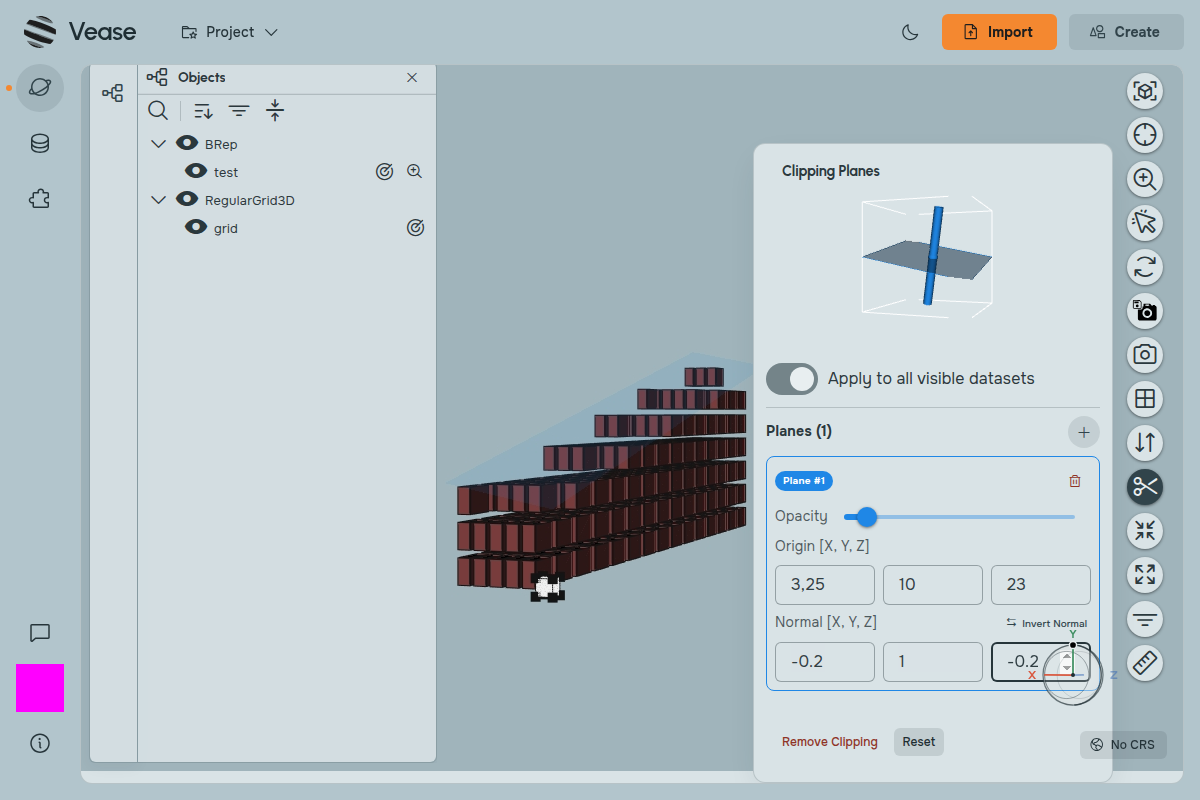 Vease
Project
Import
Create
Objects
BRep
test
RegularGrid3D
grid
Clipping Planes
Apply to all visible datasets
Planes (1)
Plane #1
Opacity
Origin [X, Y, Z]
3,25
10
23
Normal [X, Y, Z]
Invert Normal
-0.2
1
-0.2
Y
X
Z
Remove Clipping
Reset
No CRS